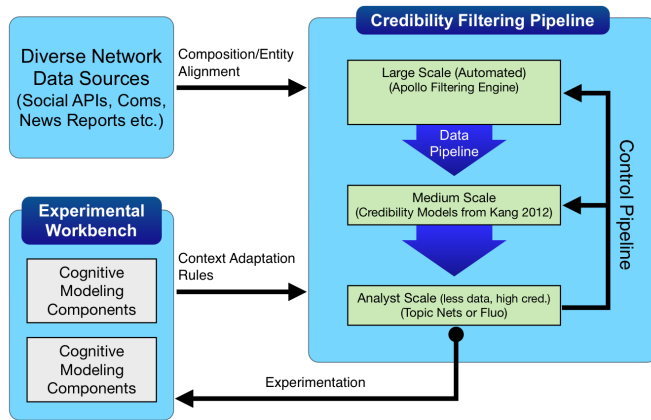 Credibility Filtering Pipeline
Diverse Network
Data Sources
(Social APIs, Coms,
News Reports etc.)
Composition/Entity
Alignment
Large Scale (Automated)
(Apollo Filtering Engine)
Data
Pipeline
Control Pipeline
Medium Scale
(Credibility Models from Kang 2012)
Experimental
Workbench
Cognitive
Modeling
Components
Context Adaptation
Rules
Analyst Scale (less data, high cred.)
(Topic Nets or Fluo)
Cognitive
Modeling
Components
Experimentation